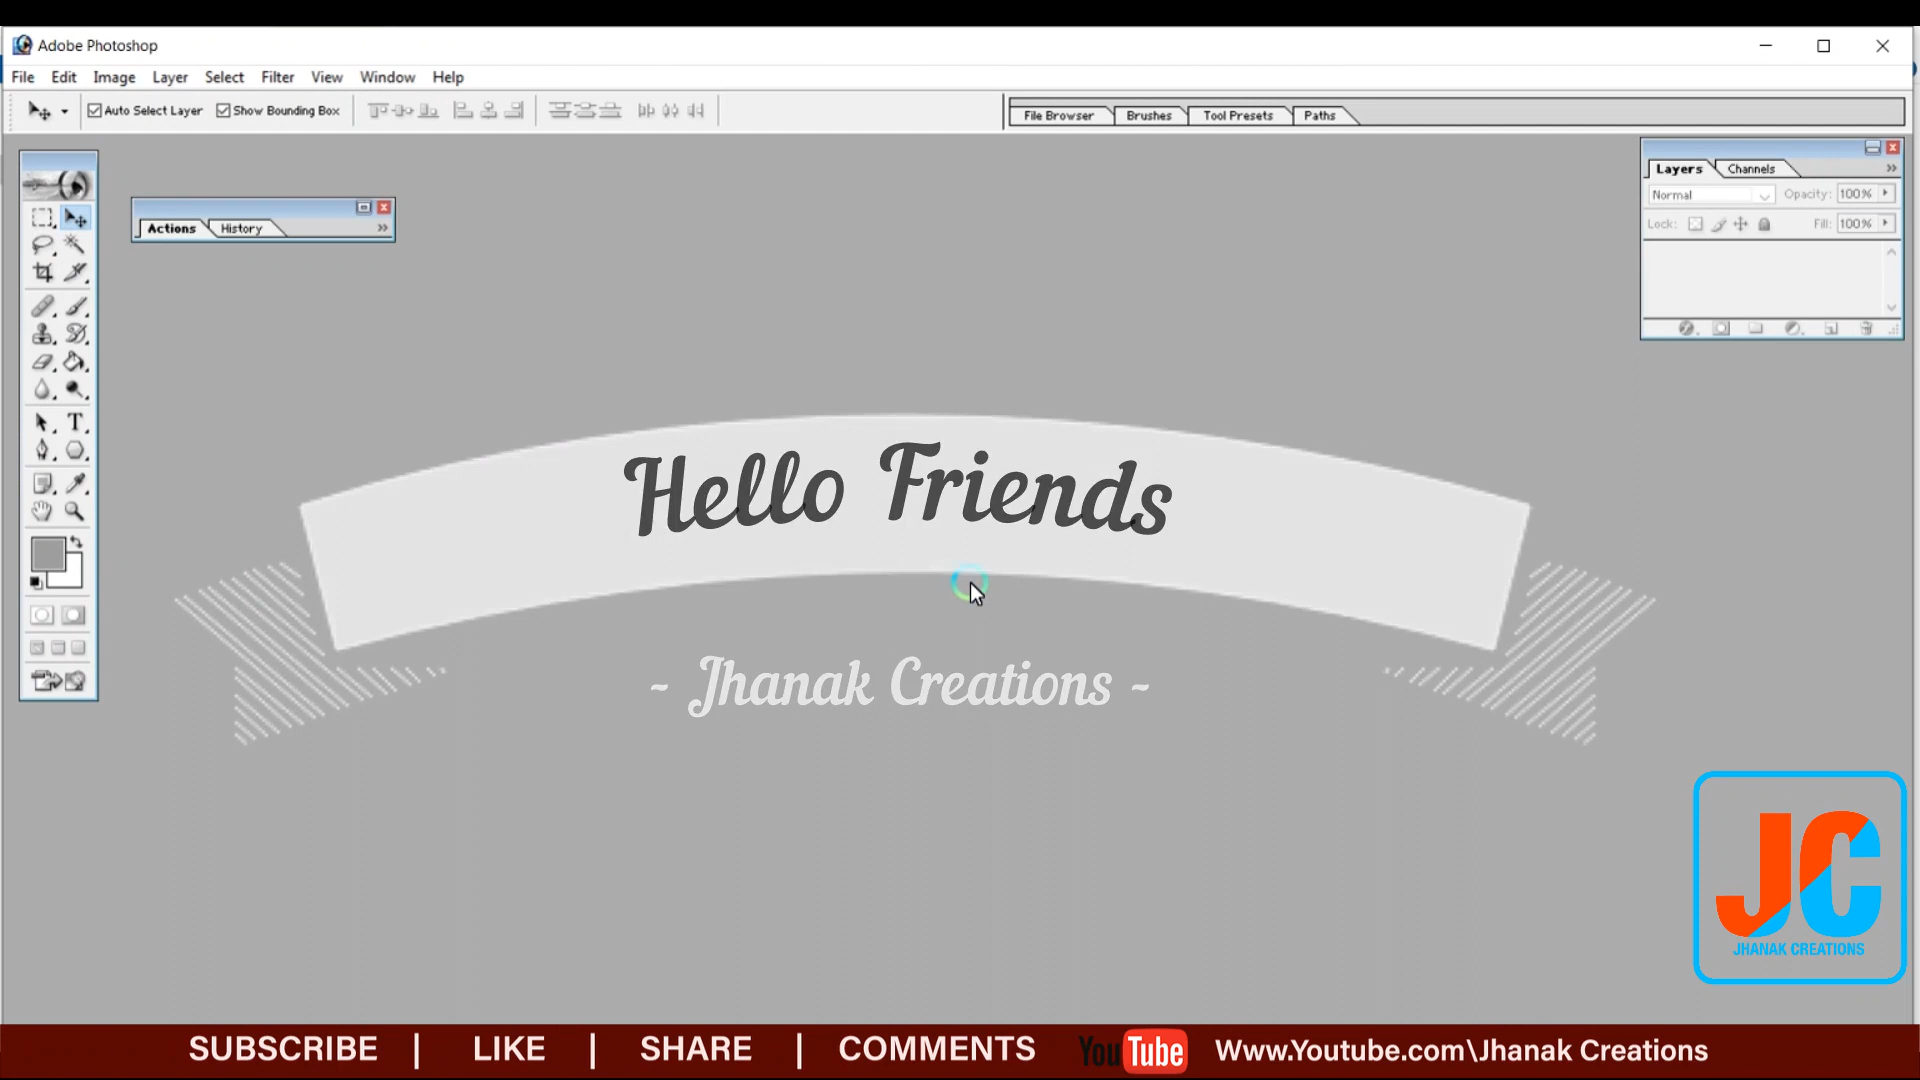 Adobe Photoshop
File Edit Image Layer Select Filter View Window Help
Auto Select Layer Show Bounding Box
File Browser Brushes Tool Presets Paths
Layers Channels
Normal Opacity: 100%
Lock: Fill: 100%
Actions History
T
Hello Friends
- Jhanak Creations -
JC
JHANAK CREATIONS
SUBSCRIBE | LIKE | SHARE | COMMENTS YouTube Www.Youtube.com\Jhanak Creations